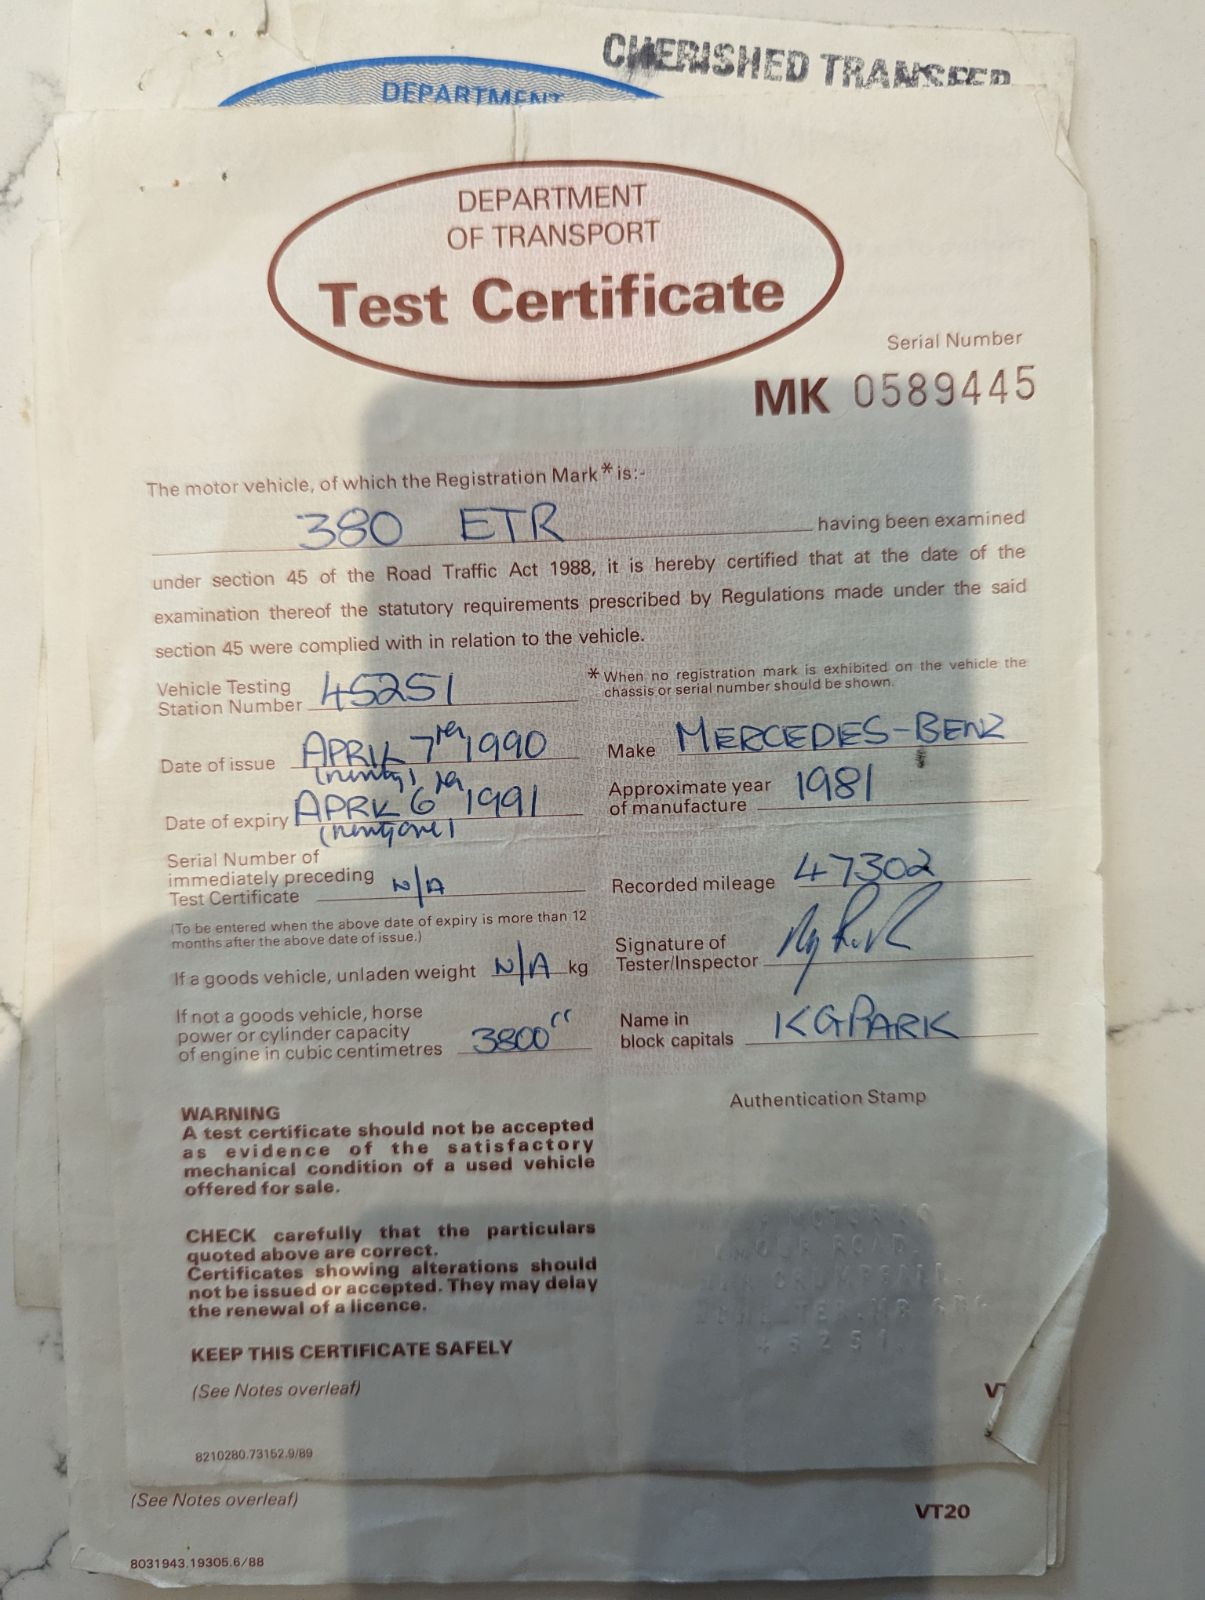 CHERISHED TRANSFER
DEPARTMENT
DEPARTMENT
OF TRANSPORT
Test Certificate
Serial Number
MK 0589445
The motor vehicle, of which the Registration Mark * is:-
380 ETR having been examined
under section 45 of the Road Traffic Act 1988, it is hereby certified that at the date of the
examination thereof the statutory requirements prescribed by Regulations made under the said
section 45 were complied with in relation to the vehicle.
* When no registration mark is exhibited on the vehicle the
chassis or serial number should be shown.
Vehicle Testing
Station Number 45251
Date of issue APRIL 7th 1990
(ninety)
Date of expiry APRIL 6th 1991
(ninety one)
Serial Number of
immediately preceding
Test Certificate N/A
(To be entered when the above date of expiry is more than 12
months after the above date of issue.)
If a goods vehicle, unladen weight N/A kg
If not a goods vehicle, horse
power or cylinder capacity
of engine in cubic centimetres 3800cc
Make MERCEDES-BENZ
Approximate year
of manufacture 1981
Recorded mileage 47302
Signature of
Tester/Inspector
Name in
block capitals KGPARK
WARNING
A test certificate should not be accepted
as evidence of the satisfactory
mechanical condition of a used vehicle
offered for sale.
CHECK carefully that the particulars
quoted above are correct.
Certificates showing alterations should
not be issued or accepted. They may delay
the renewal of a licence.
KEEP THIS CERTIFICATE SAFELY
(See Notes overleaf)
8210280.73152.9/89
Authentication Stamp
MOTOR CO
ROAD.
45251.
VT
(See Notes overleaf)
VT20
8031943.19305.6/88